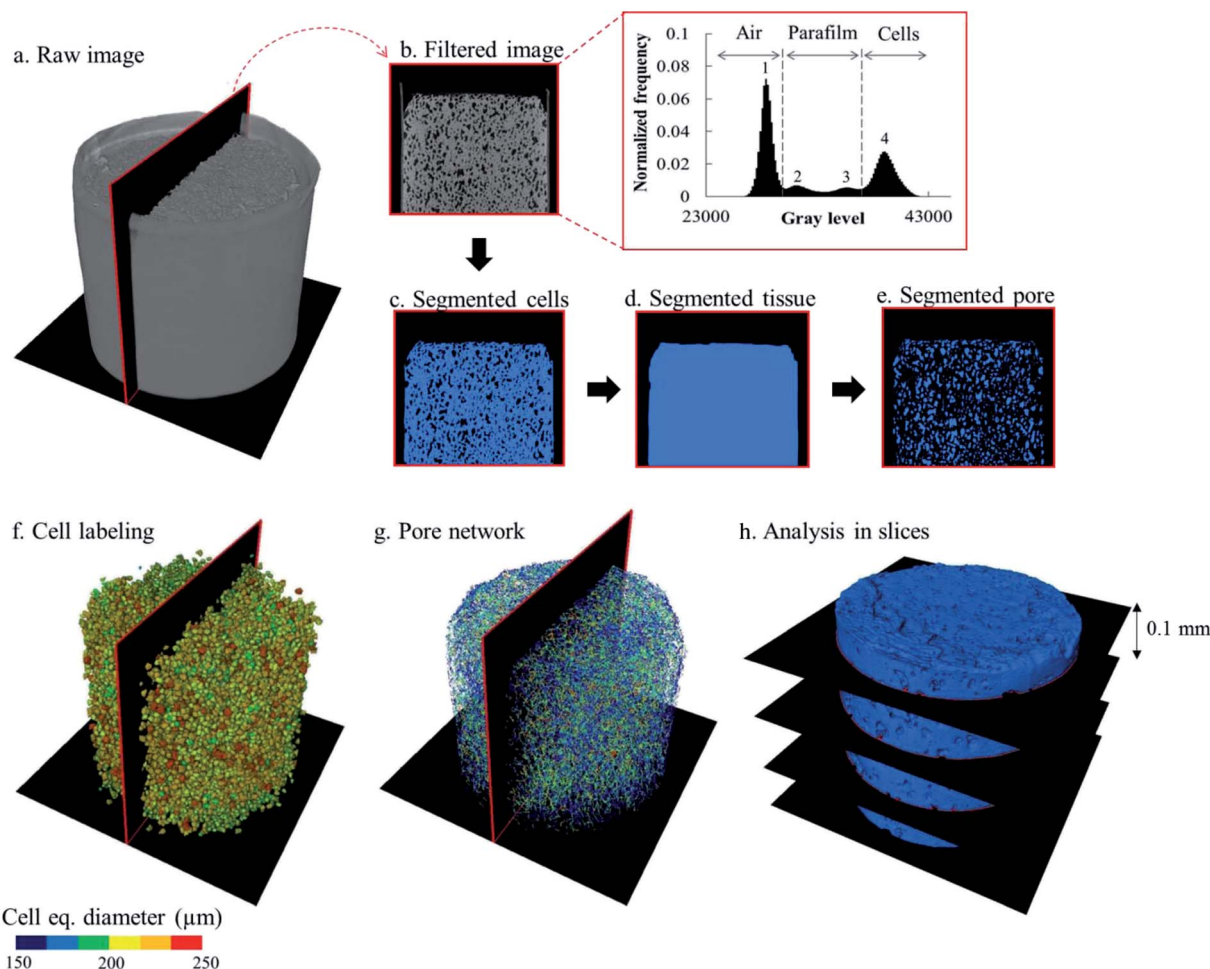 a. Raw image
b. Filtered image
Normalized frequency
0.1
0.08
0.06
0.04
0.02
0
Air
Parafilm
Cells
1
2
3
4
23000
Gray level
43000
c. Segmented cells
d. Segmented tissue
e. Segmented pore
f. Cell labeling
g. Pore network
h. Analysis in slices
0.1 mm
Cell eq. diameter (µm)
150
200
250